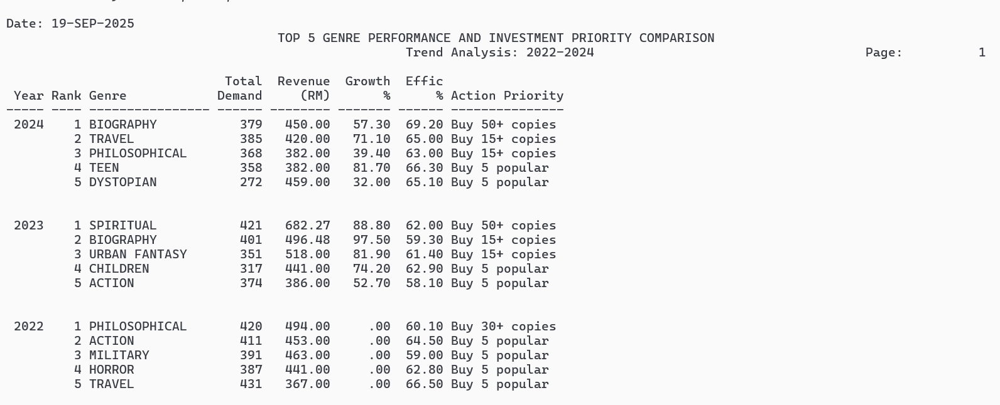 Date: 19-SEP-2025
TOP 5 GENRE PERFORMANCE AND INVESTMENT PRIORITY COMPARISON
Trend Analysis: 2022-2024 Page: 1
Total Revenue Growth Effic
Year Rank Genre Demand (RM) % % Action Priority
----- ---- ---------------- ------ -------- ------- ------ ---------------
2024 1 BIOGRAPHY 379 450.00 57.30 69.20 Buy 50+ copies
2 TRAVEL 385 420.00 71.10 65.00 Buy 15+ copies
3 PHILOSOPHICAL 368 382.00 39.40 63.00 Buy 15+ copies
4 TEEN 358 382.00 81.70 66.30 Buy 5 popular
5 DYSTOPIAN 272 459.00 32.00 65.10 Buy 5 popular
2023 1 SPIRITUAL 421 682.27 88.80 62.00 Buy 50+ copies
2 BIOGRAPHY 401 496.48 97.50 59.30 Buy 15+ copies
3 URBAN FANTASY 351 518.00 81.90 61.40 Buy 15+ copies
4 CHILDREN 317 441.00 74.20 62.90 Buy 5 popular
5 ACTION 374 386.00 52.70 58.10 Buy 5 popular
2022 1 PHILOSOPHICAL 420 494.00 .00 60.10 Buy 30+ copies
2 ACTION 411 453.00 .00 64.50 Buy 5 popular
3 MILITARY 391 463.00 .00 59.00 Buy 5 popular
4 HORROR 387 441.00 .00 62.80 Buy 5 popular
5 TRAVEL 431 367.00 .00 66.50 Buy 5 popular